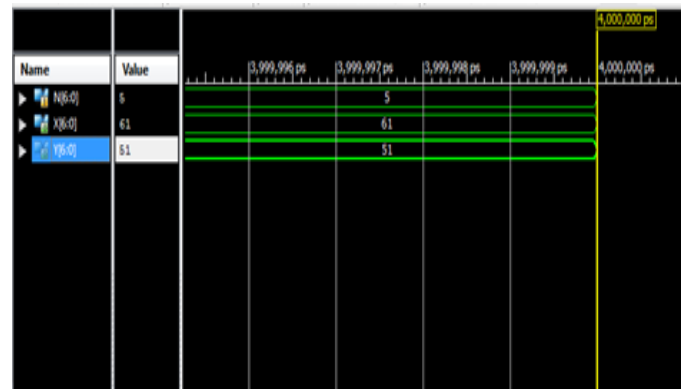 4,000,000 ps
Name Value 3,999,996 ps 3,999,997 ps 3,999,998 ps 3,999,999 ps 4,000,000 ps
N[6:0] 5 5
X[6:0] 61 61
Y[6:0] 51 51